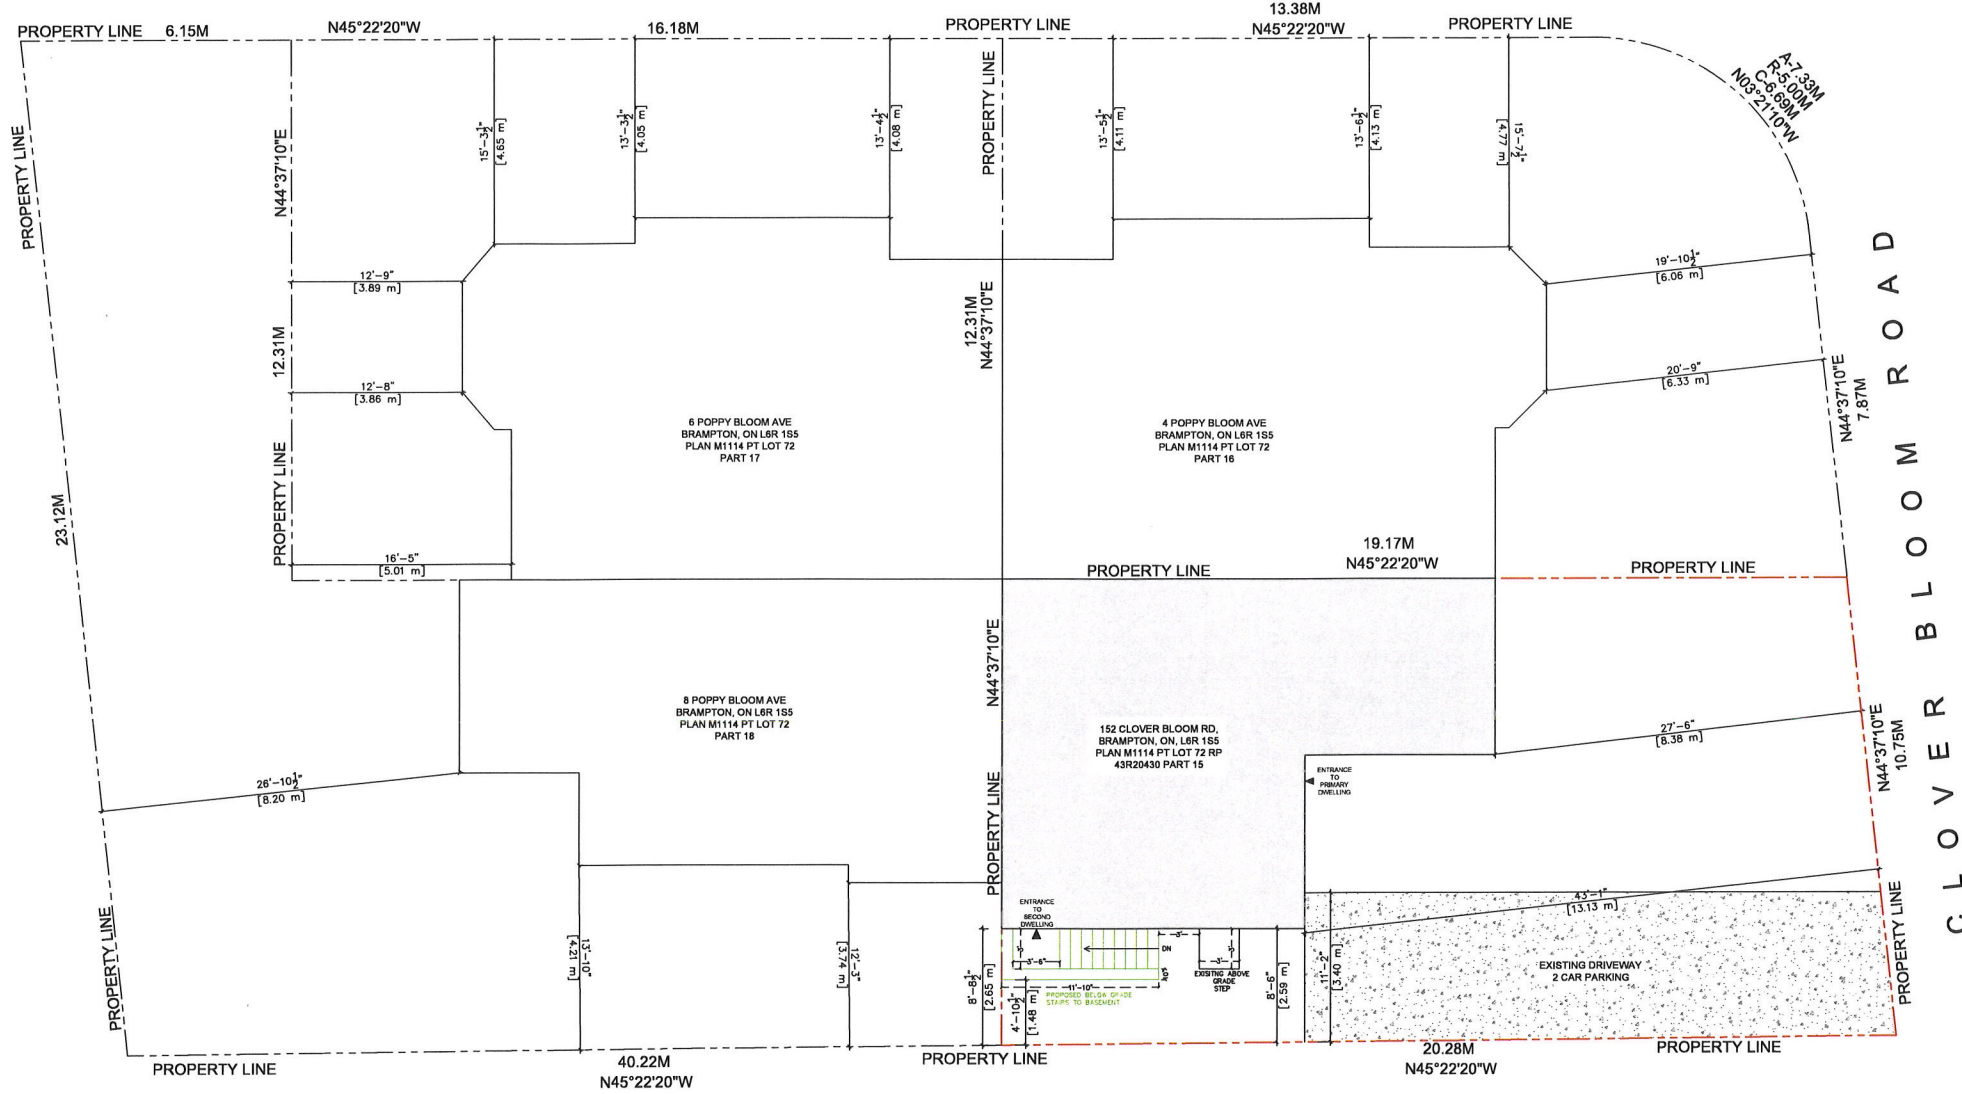 PROPERTY LINE 6.15M
N45°22'20"W
16.18M
PROPERTY LINE
13.38M
N45°22'20"W
PROPERTY LINE
A-7.33M
R-5.00M
C-6.69M
N03°21'10"W
PROPERTY LINE
N44°37'10"E
15'-3½"
[4.65 m]
13'-3½"
[4.05 m]
13'-4½"
[4.08 m]
PROPERTY LINE
13'-5½"
[4.11 m]
13'-6½"
[4.13 m]
15'-7½"
[4.77 m]
12'-9"
[3.89 m]
19'-10½"
[6.06 m]
CLOVER BLOOM ROAD
12.31M
12.31M
N44°37'10"E
12'-8"
[3.86 m]
20'-9"
[6.33 m]
N44°37'10"E
7.87M
6 POPPY BLOOM AVE
BRAMPTON, ON L6R 1S5
PLAN M1114 PT LOT 72
PART 17
4 POPPY BLOOM AVE
BRAMPTON, ON L6R 1S5
PLAN M1114 PT LOT 72
PART 16
23.12M
PROPERTY LINE
16'-5"
[5.01 m]
19.17M
N45°22'20"W
PROPERTY LINE
PROPERTY LINE
N44°37'10"E
8 POPPY BLOOM AVE
BRAMPTON, ON L6R 1S5
PLAN M1114 PT LOT 72
PART 18
152 CLOVER BLOOM RD,
BRAMPTON, ON, L6R 1S5
PLAN M1114 PT LOT 72 RP
43R20430 PART 15
27'-6"
[8.38 m]
N44°37'10"E
10.75M
26'-10½"
[8.20 m]
ENTRANCE
TO
PRIMARY
DWELLING
PROPERTY LINE
PROPERTY LINE
13'-10"
[4.21 m]
12'-3"
[3.74 m]
ENTRANCE
TO
SECOND
DWELLING
DN
3'-6"
3'
3'
EXISITNG ABOVE
GRADE
STEP
11'-10"
PROPOSED BELOW GRADE
STAIRS TO BASEMENT
8'-8½"
[2.65 m]
4'-10½"
[1.48 m]
8'-6"
[2.59 m]
11'-2"
[3.40 m]
43'-1"
[13.13 m]
EXISTING DRIVEWAY
2 CAR PARKING
PROPERTY LINE
PROPERTY LINE
40.22M
N45°22'20"W
PROPERTY LINE
20.28M
N45°22'20"W
PROPERTY LINE